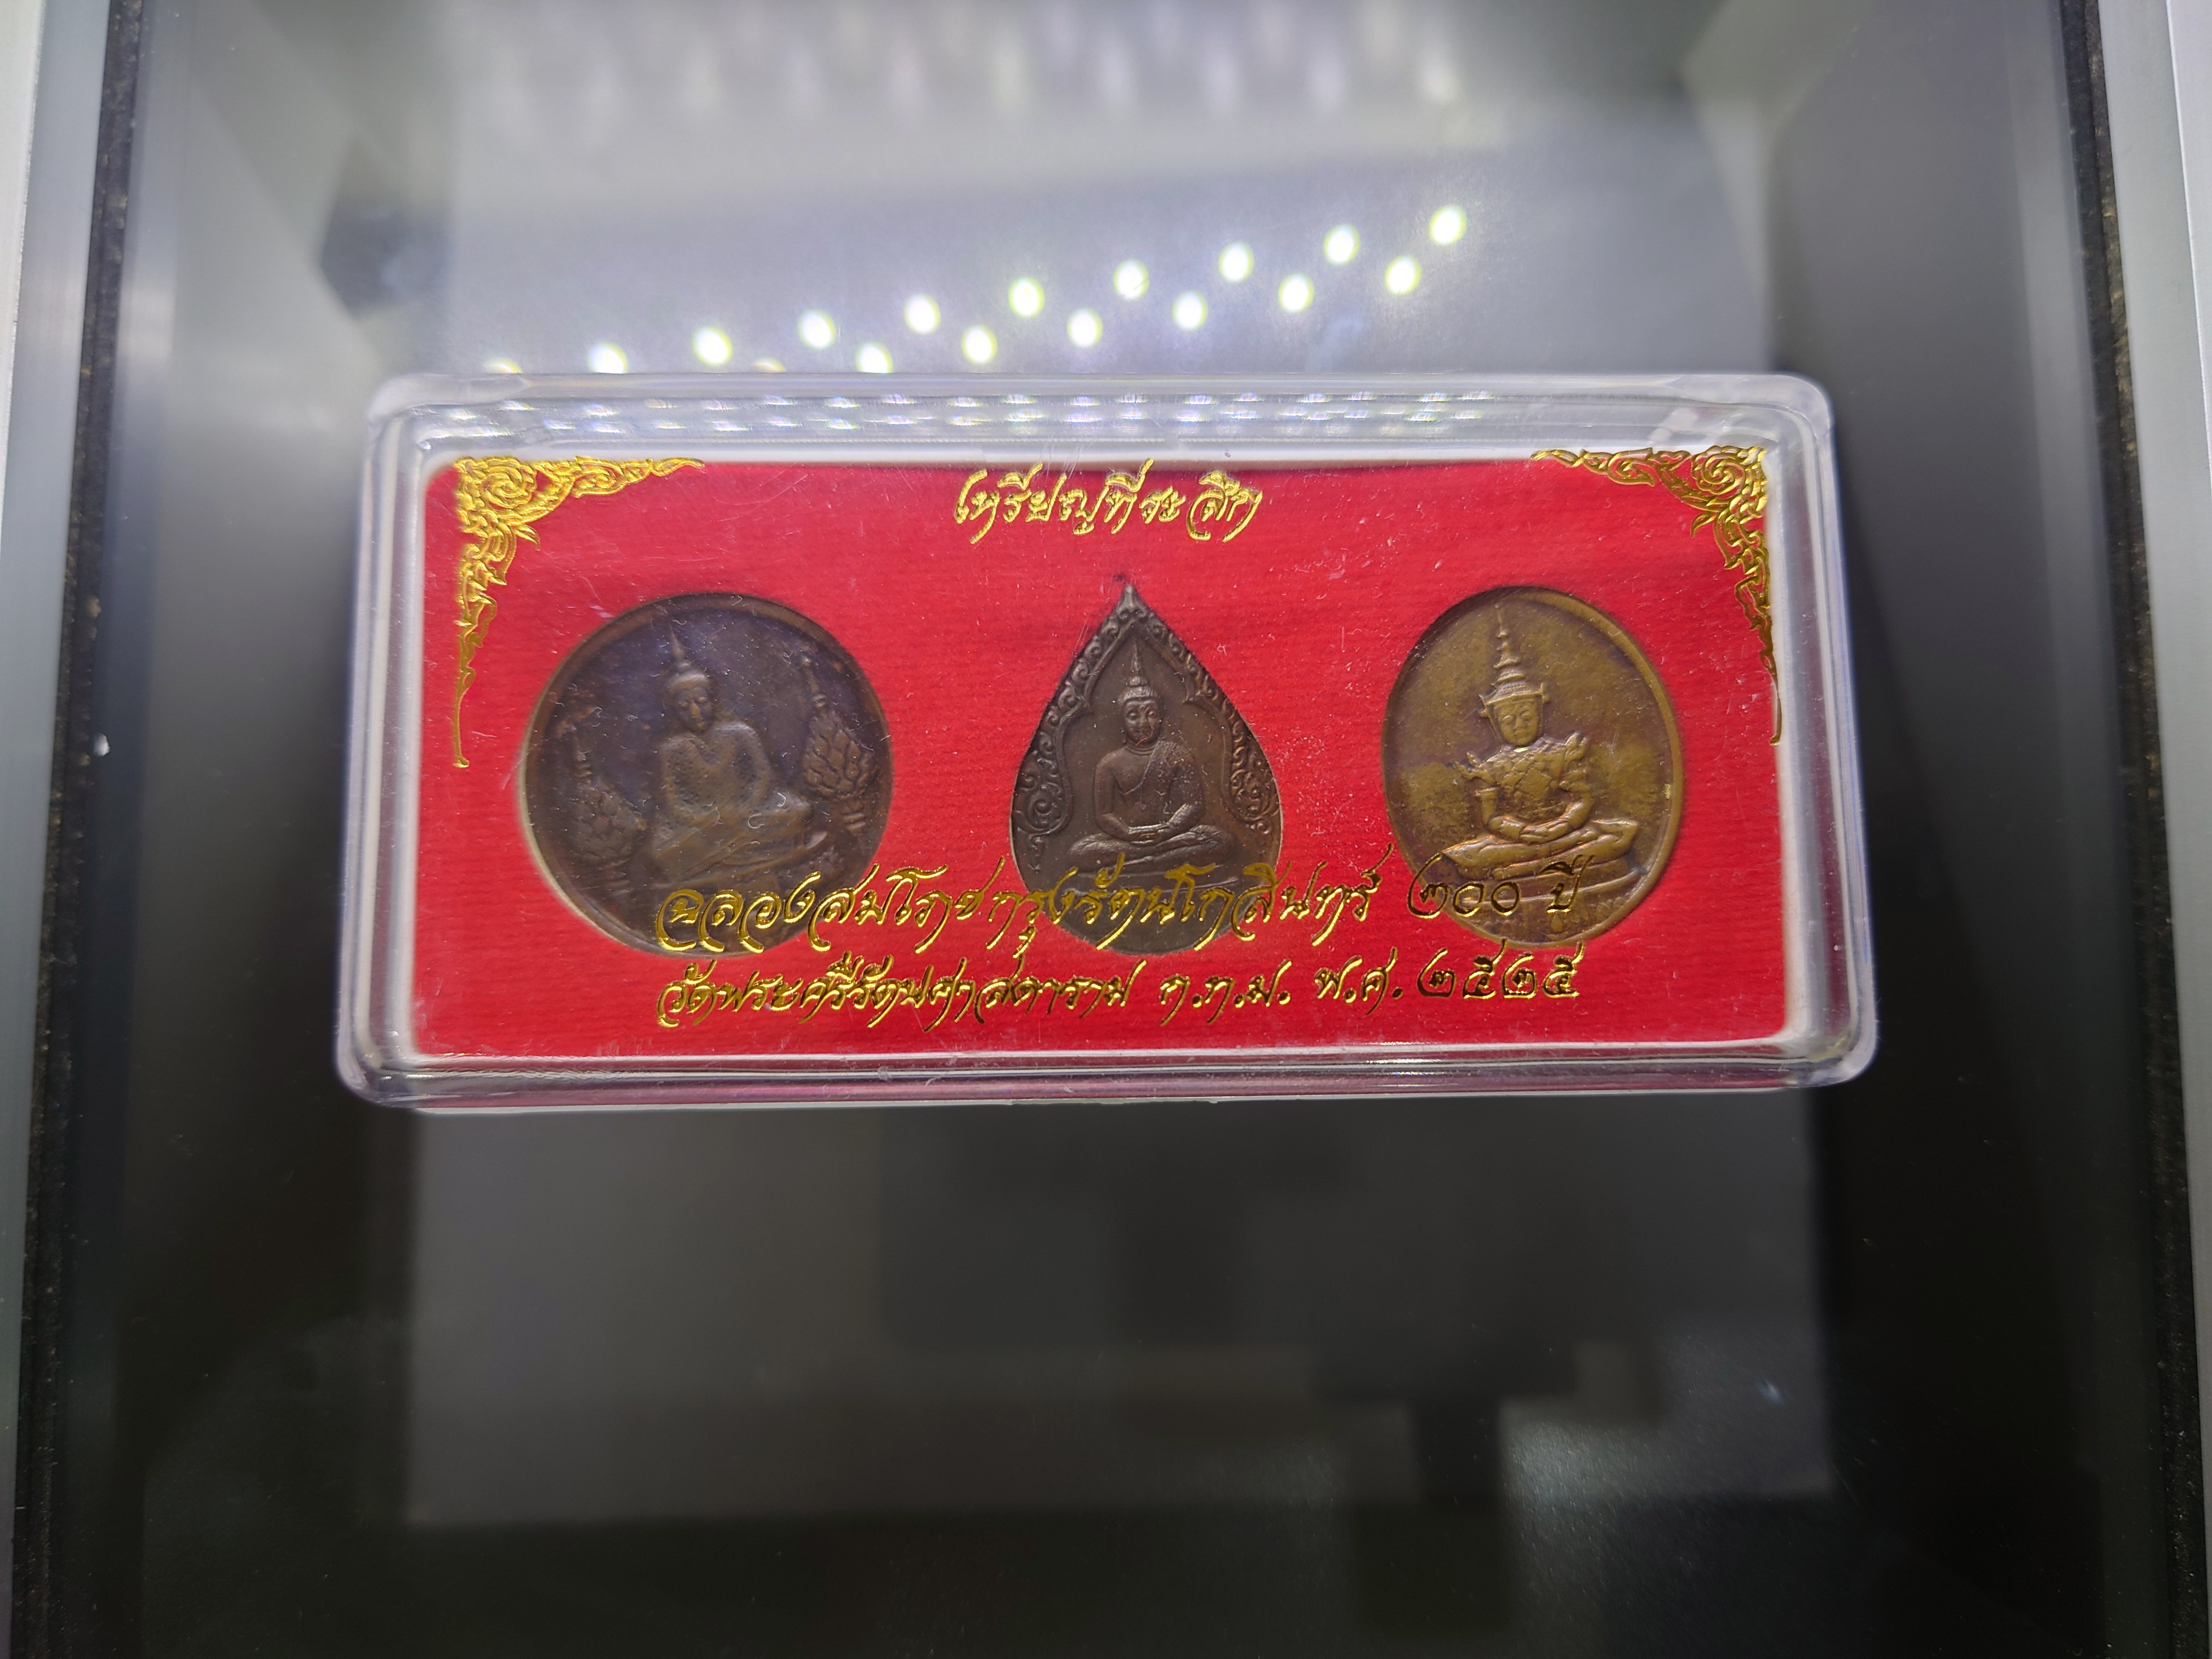 เหรียญที่ระลึก
ฉลองสมโภชกรุงรัตนโกสินทร์ ๒๐๐ ปี
วัดพระศรีรัตนศาสดาราม ก.ท.ม. พ.ศ. ๒๕๒๕